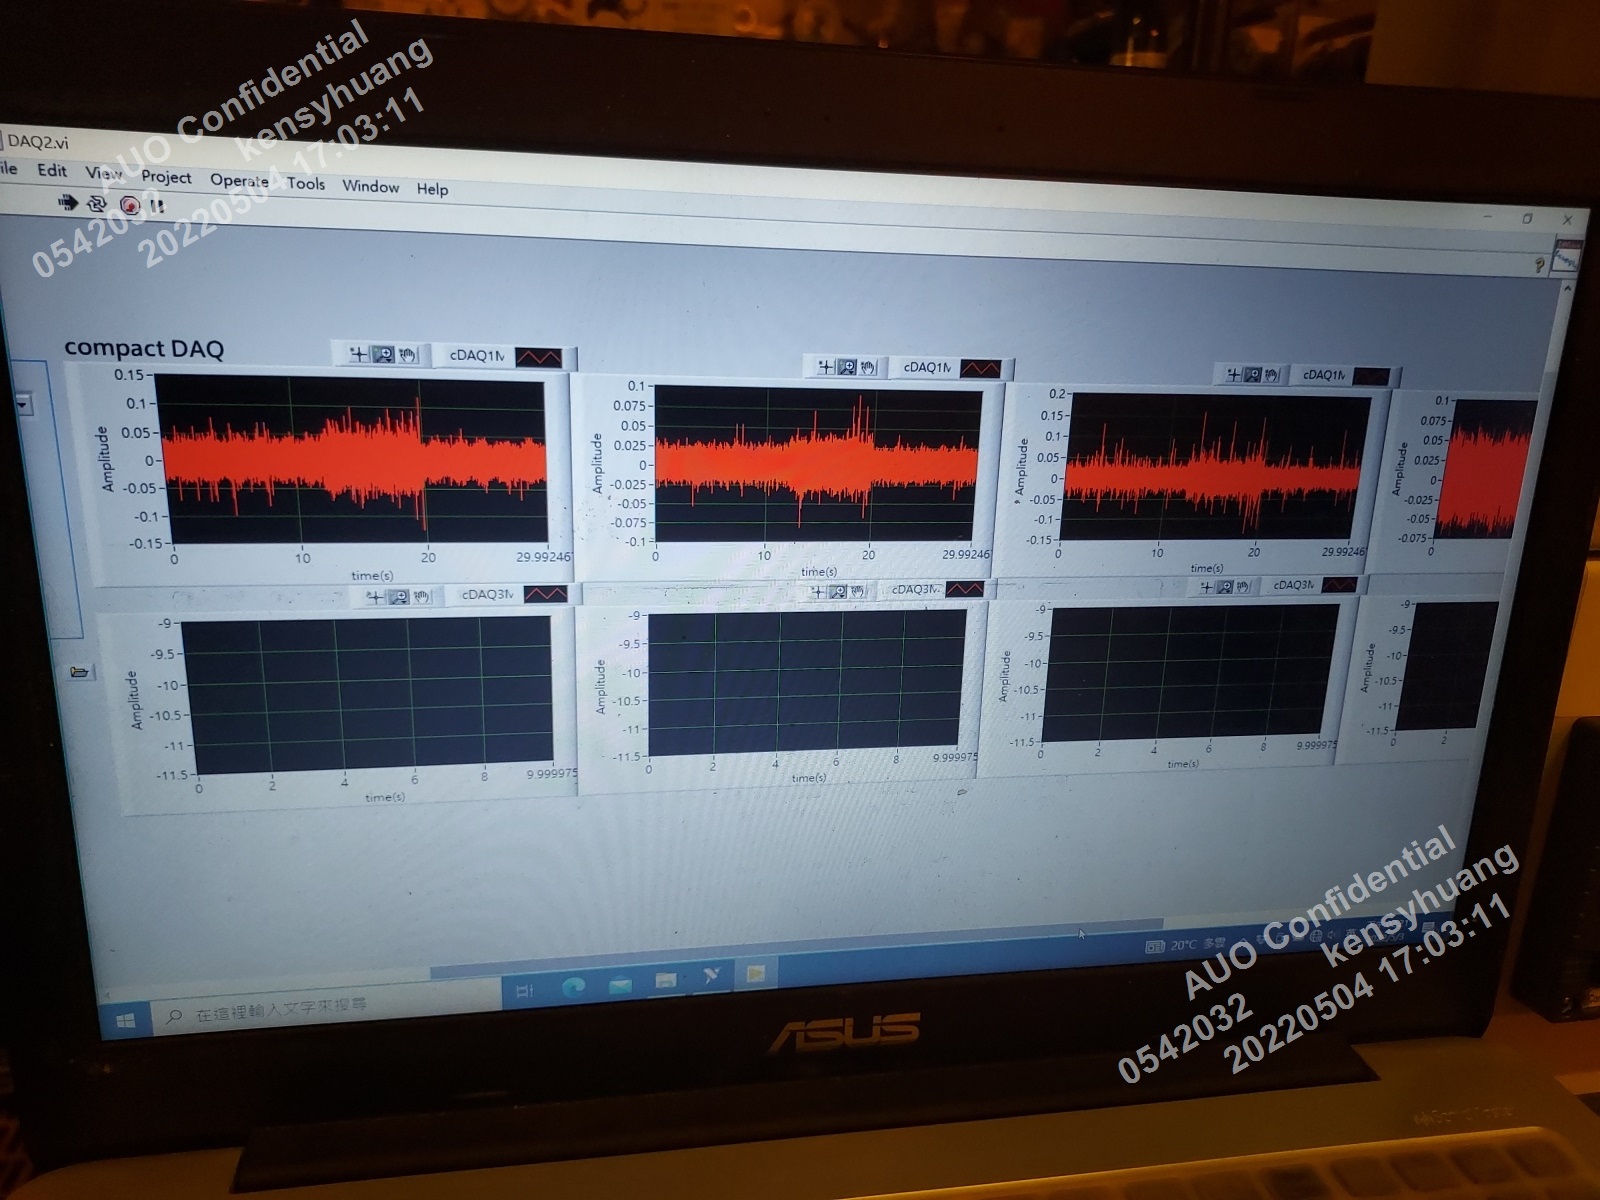 AUO Confidential
kensyhuang
0542032
20220504 17:03:11
DAQ2.vi
ile Edit View Project Operate Tools Window Help
compact DAQ
cDAQ1M
cDAQ1M
cDAQ1M
Amplitude
0.15
0.1
0.05
0
-0.05
-0.1
-0.15
0 10 20 29.99246
time(s)
Amplitude
0.1
0.075
0.05
0.025
0
-0.025
-0.05
-0.075
-0.1
0 10 20 29.99246
time(s)
Amplitude
0.2
0.15
0.1
0.05
0
-0.05
-0.1
-0.15
0 10 20 29.99246
time(s)
Amplitude
0.1
0.075
0.05
0.025
0
-0.025
-0.05
-0.075
0
cDAQ3M
cDAQ3M
cDAQ3M
Amplitude
-9
-9.5
-10
-10.5
-11
-11.5
0 2 4 6 8 9.999975
time(s)
Amplitude
-9
-9.5
-10
-10.5
-11
-11.5
0 2 4 6 8 9.999975
time(s)
Amplitude
-9
-9.5
-10
-10.5
-11
-11.5
0 2 4 6 8 9.999975
time(s)
Amplitude
-9
-9.5
-10
-10.5
-11
-11.5
0 2
在這裡輸入文字來搜尋
20°C 多雲
ASUS
AUO Confidential
kensyhuang
0542032
20220504 17:03:11